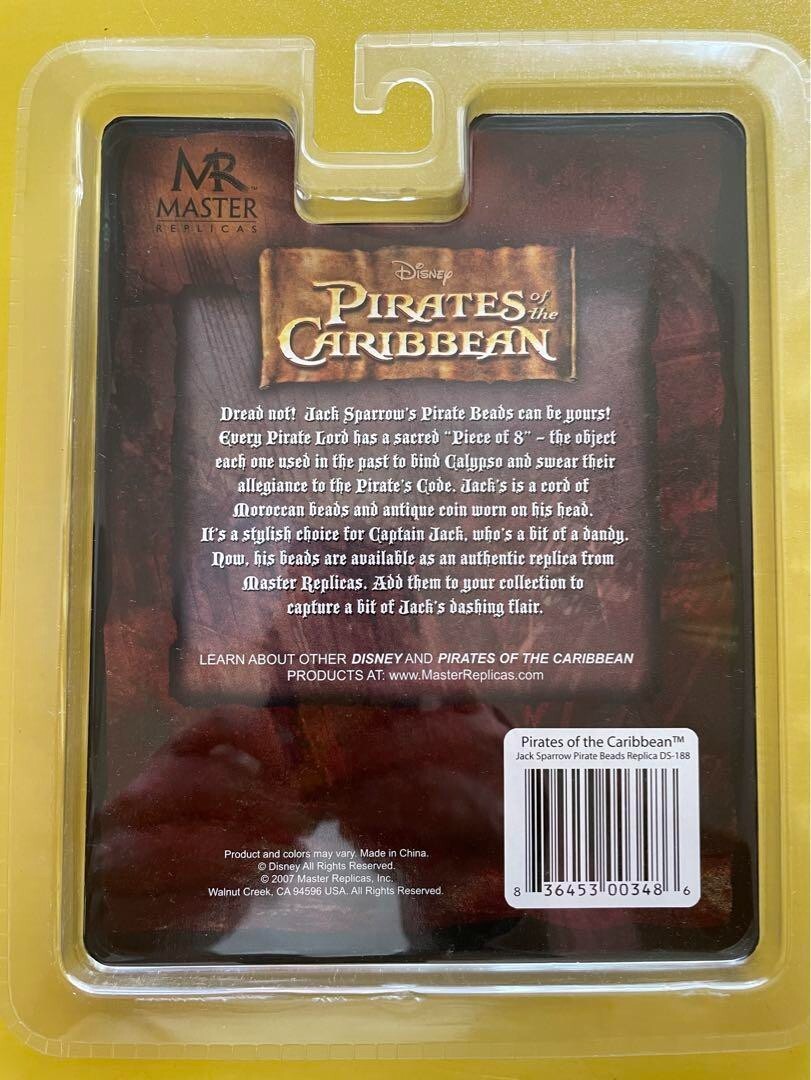 MR™
MASTER
REPLICAS
Disney
PIRATES of the
CARIBBEAN
Dread not! Jack Sparrow's Pirate Beads can be yours!
Every Pirate Lord has a sacred "Piece of 8" – the object
each one used in the past to bind Calypso and swear their
allegiance to the Pirate's Code. Jack's is a cord of
Moroccan beads and antique coin worn on his head.
It's a stylish choice for Captain Jack, who's a bit of a dandy.
Now, his beads are available as an authentic replica from
Master Replicas. Add them to your collection to
capture a bit of Jack's dashing flair.
LEARN ABOUT OTHER DISNEY AND PIRATES OF THE CARIBBEAN
PRODUCTS AT: www.MasterReplicas.com
Pirates of the Caribbean™
Jack Sparrow Pirate Beads Replica DS-188
8 36453 00348 6
Product and colors may vary. Made in China.
© Disney All Rights Reserved.
© 2007 Master Replicas, Inc.
Walnut Creek, CA 94596 USA. All Rights Reserved.